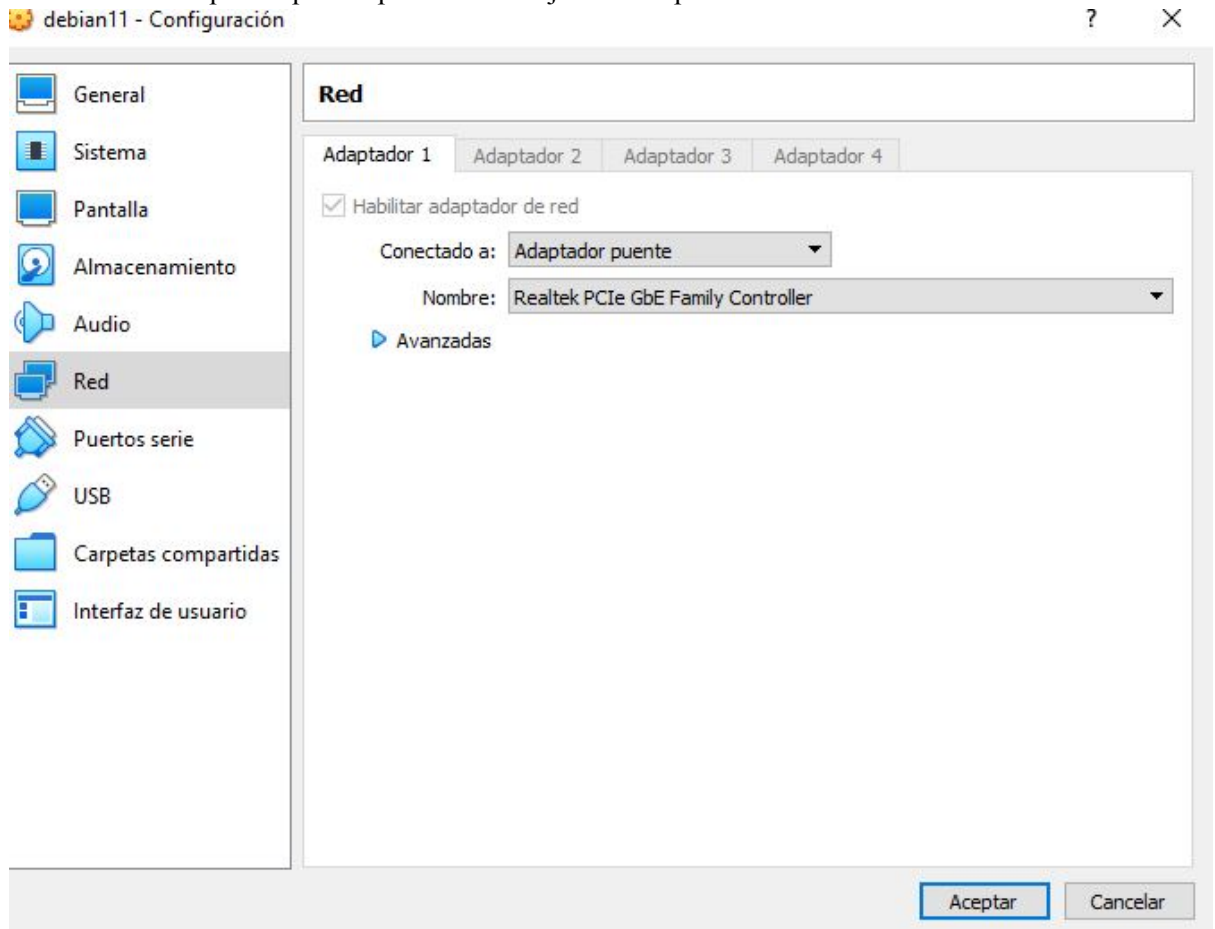 debian11 - Configuración
?
General
Sistema
Pantalla
Almacenamiento
Audio
Red
Puertos serie
USB
Carpetas compartidas
Interfaz de usuario
Red
Adaptador 1 Adaptador 2 Adaptador 3 Adaptador 4
Habilitar adaptador de red
Conectado a: Adaptador puente
Nombre: Realtek PCIe GbE Family Controller
Avanzadas
Aceptar Cancelar